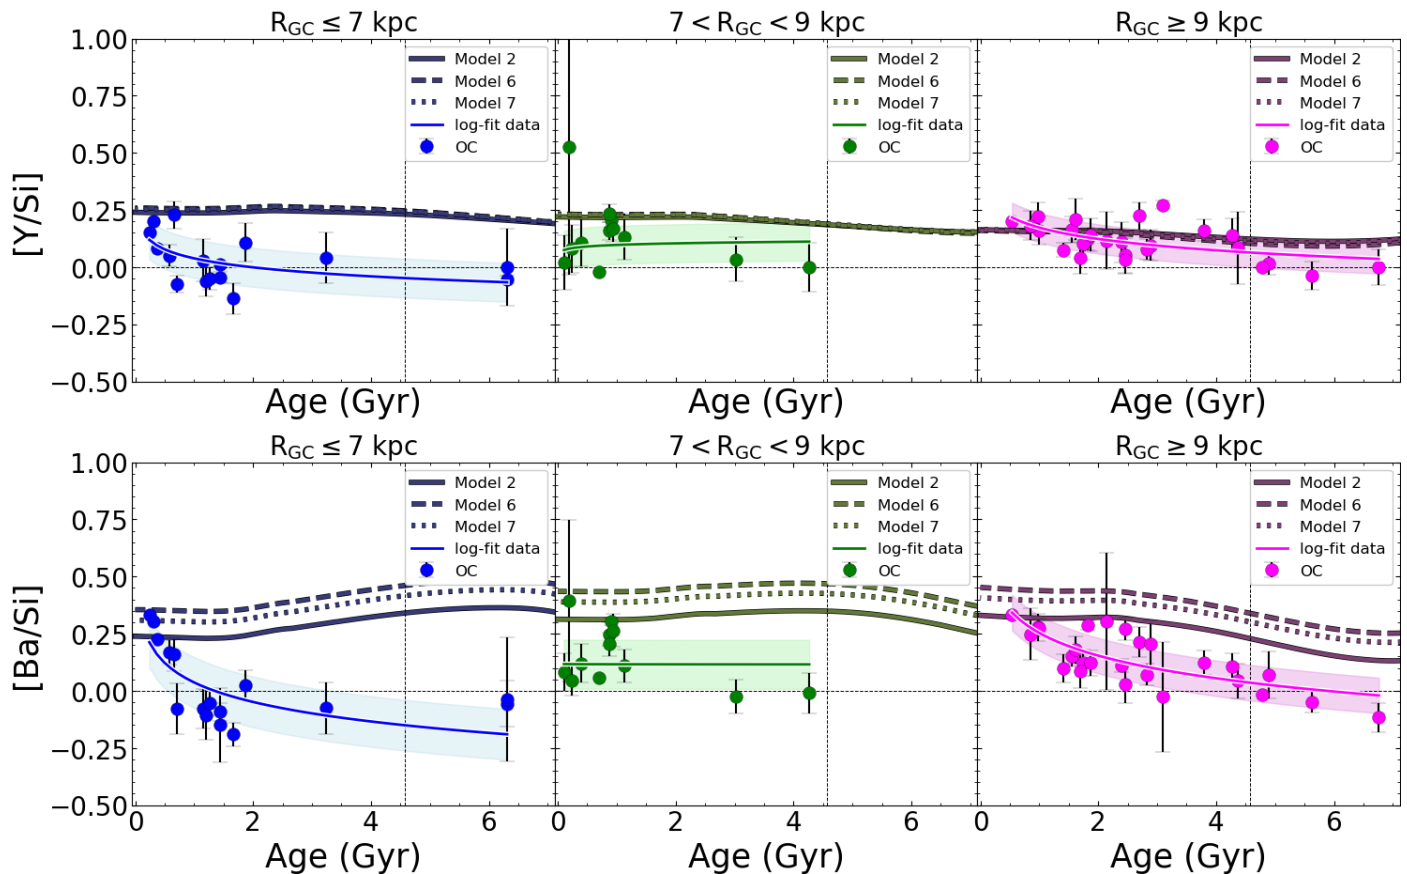 R_GC ≤ 7 kpc
7 < R_GC < 9 kpc
R_GC ≥ 9 kpc
[Y/Si]
1.00
0.75
0.50
0.25
0.00
−0.25
−0.50
Model 2
Model 6
Model 7
log-fit data
OC
Model 2
Model 6
Model 7
log-fit data
OC
Model 2
Model 6
Model 7
log-fit data
OC
Age (Gyr)
Age (Gyr)
Age (Gyr)
R_GC ≤ 7 kpc
7 < R_GC < 9 kpc
R_GC ≥ 9 kpc
[Ba/Si]
1.00
0.75
0.50
0.25
0.00
−0.25
−0.50
Model 2
Model 6
Model 7
log-fit data
OC
Model 2
Model 6
Model 7
log-fit data
OC
Model 2
Model 6
Model 7
log-fit data
OC
0 2 4 6
0 2 4 6
0 2 4 6
Age (Gyr)
Age (Gyr)
Age (Gyr)